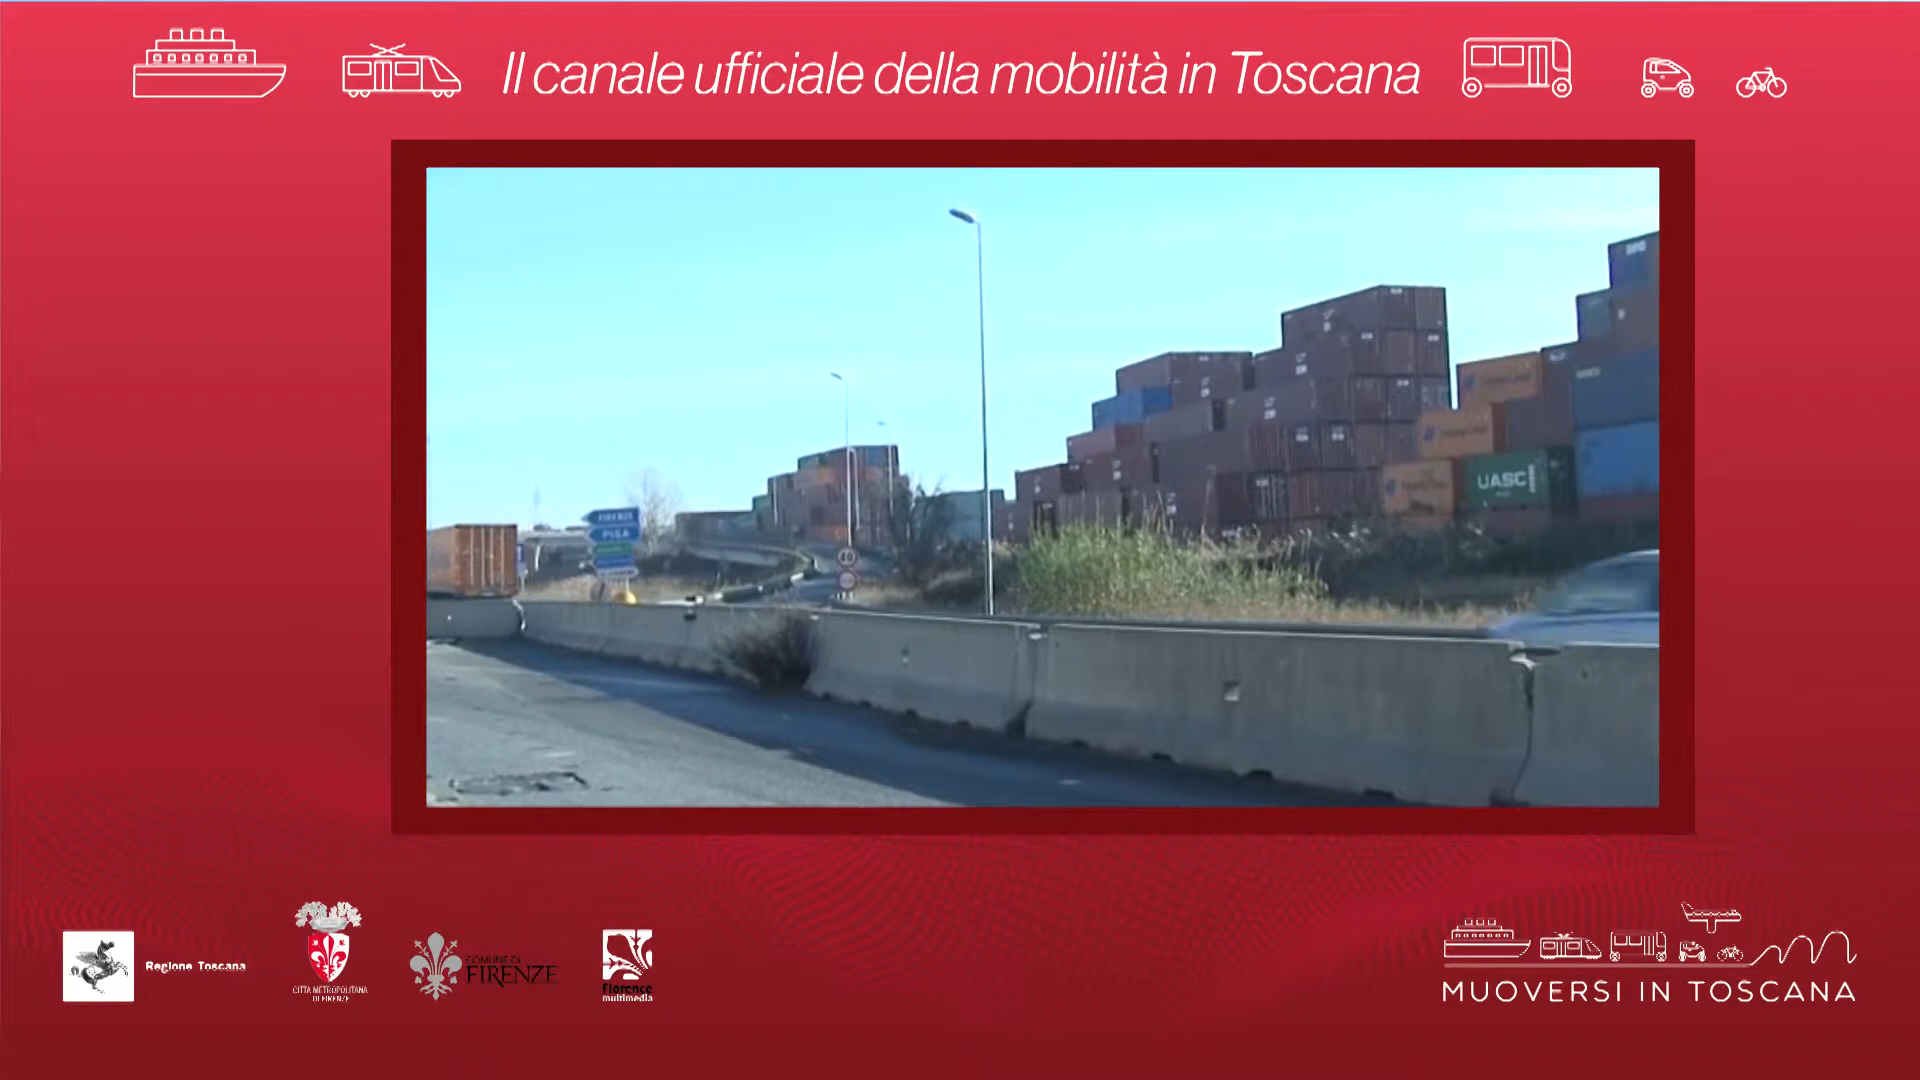 Il canale ufficiale della mobilità in Toscana
FIRENZE
PISA
UASC
Regione Toscana
CITTÀ METROPOLITANA
DI FIRENZE
COMUNE DI
FIRENZE
Florence
multimedia
MUOVERSI IN TOSCANA